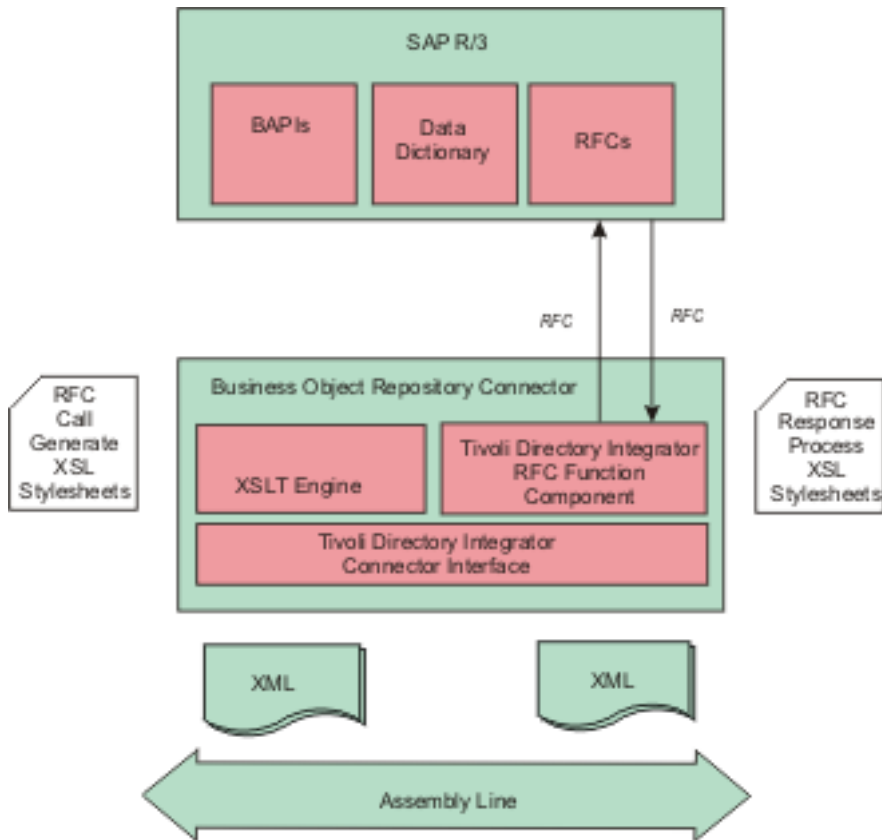 SAP R/3
BAPIs
Data
Dictionary
RFCs
RFC
RFC
Business Object Repository Connector
RFC
Call
Generate
XSL
Stylesheets
XSLT Engine
Tivoli Directory Integrator
RFC Function
Component
RFC
Response
Process
XSL
Stylesheets
Tivoli Directory Integrator
Connector Interface
XML
XML
Assembly Line